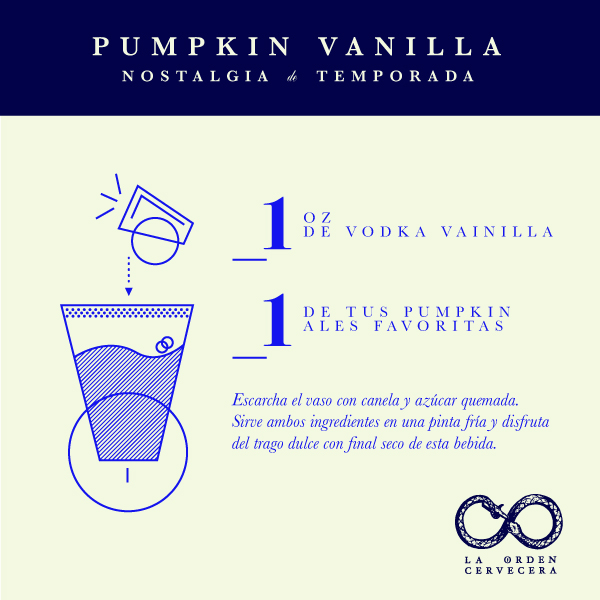 PUMPKIN VANILLA
NOSTALGIA de TEMPORADA
1 OZ
DE VODKA VAINILLA
1 DE TUS PUMPKIN
ALES FAVORITAS
Escarcha el vaso con canela y azúcar quemada.
Sirve ambos ingredientes en una pinta fría y disfruta
del trago dulce con final seco de esta bebida.
LA ORDEN
CERVECERA